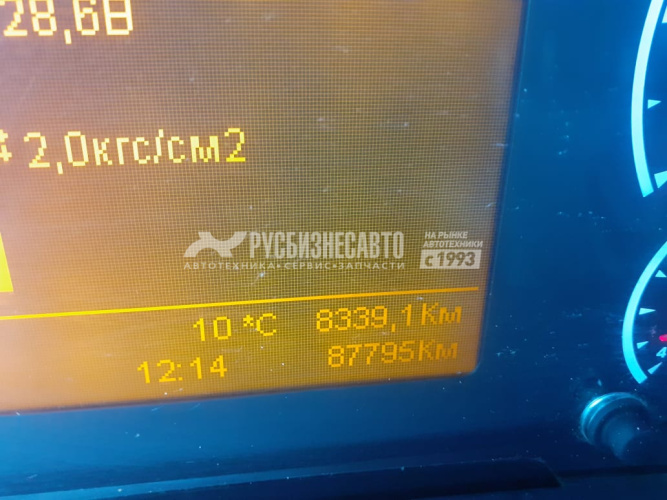 28,6В
2,0кгс/см2
РУСБИЗНЕСАВТО
АВТОТЕХНИКА•СЕРВИС•ЗАПЧАСТИ
НА РЫНКЕ
АВТОТЕХНИКИ
с 1993
10 °C 8339,1Км
12:14 87795Км